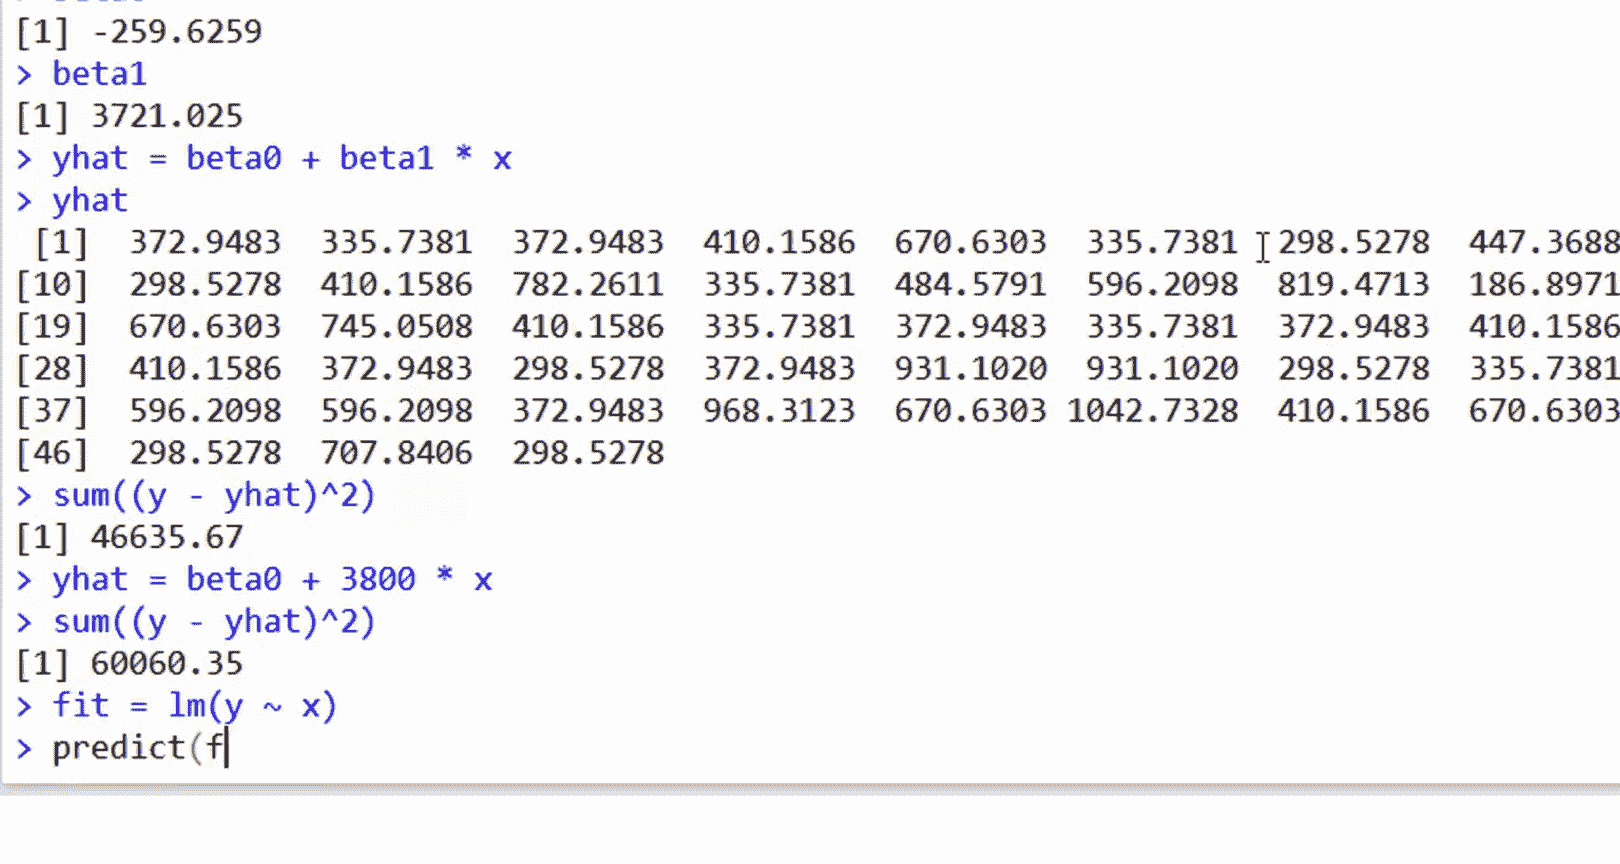 [1] -259.6259
> beta1
[1] 3721.025
> yhat = beta0 + beta1 * x
> yhat
[1] 372.9483 335.7381 372.9483 410.1586 670.6303 335.7381 298.5278 447.3688
[10] 298.5278 410.1586 782.2611 335.7381 484.5791 596.2098 819.4713 186.8971
[19] 670.6303 745.0508 410.1586 335.7381 372.9483 335.7381 372.9483 410.1586
[28] 410.1586 372.9483 298.5278 372.9483 931.1020 931.1020 298.5278 335.7381
[37] 596.2098 596.2098 372.9483 968.3123 670.6303 1042.7328 410.1586 670.6303
[46] 298.5278 707.8406 298.5278
> sum((y - yhat)^2)
[1] 46635.67
> yhat = beta0 + 3800 * x
> sum((y - yhat)^2)
[1] 60060.35
> fit = lm(y ~ x)
> predict(f